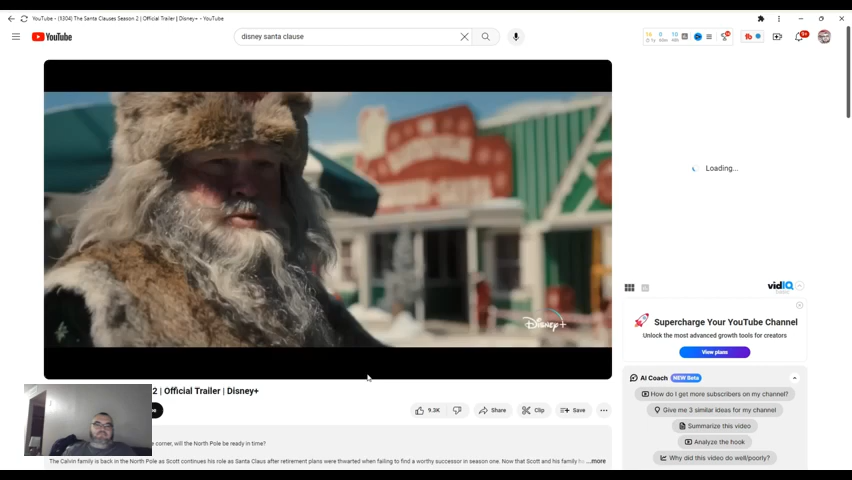 YouTube - (1304) The Santa Clauses Season 2 | Official Trailer | Disney+ - YouTube
YouTube
disney santa clause
9+
Loading...
Disney+
vidIQ
Supercharge Your YouTube Channel
Unlock the most advanced growth tools for creators
View plans
AI Coach NEW Beta
How do I get more subscribers on my channel?
Give me 3 similar ideas for my channel
Summarize this video
Analyze the hook
Why did this video do well/poorly?
2 | Official Trailer | Disney+
9.3K
Share
Clip
Save
corner, will the North Pole be ready in time?
The Calvin family is back in the North Pole as Scott continues his role as Santa Claus after retirement plans were thwarted when failing to find a worthy successor in season one. Now that Scott and his family ...more